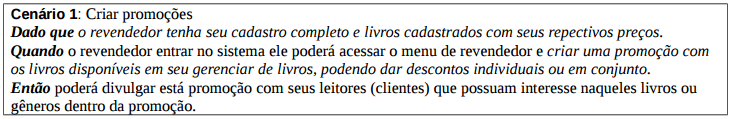 Cenário 1: Criar promoções
Dado que o revendedor tenha seu cadastro completo e livros cadastrados com seus repectivos preços.
Quando o revendedor entrar no sistema ele poderá acessar o menu de revendedor e criar uma promoção com
os livros disponíveis em seu gerenciar de livros, podendo dar descontos individuais ou em conjunto.
Então poderá divulgar está promoção com seus leitores (clientes) que possuam interesse naqueles livros ou
gêneros dentro da promoção.